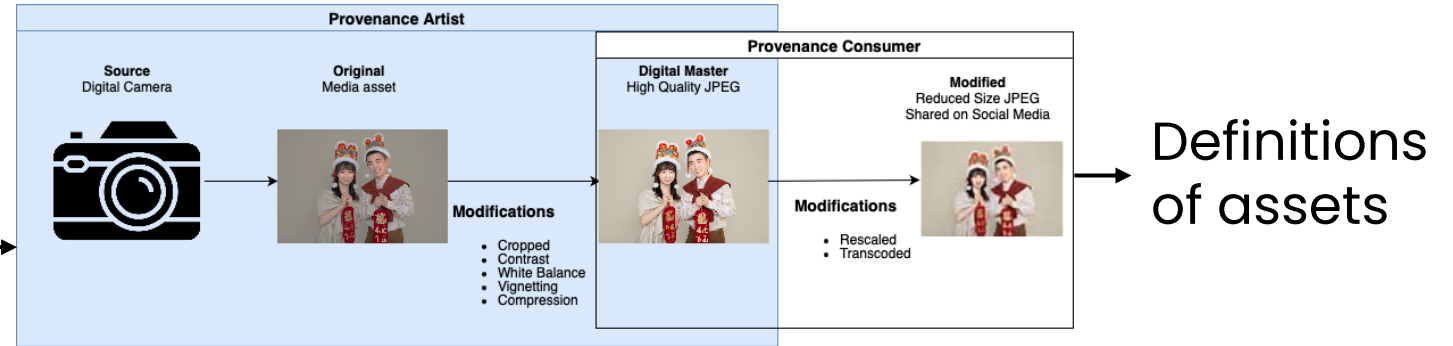 Provenance Artist
Provenance Consumer
Source
Digital Camera
Original
Media asset
Modifications
• Cropped
• Contrast
• White Balance
• Vignetting
• Compression
Digital Master
High Quality JPEG
Modifications
• Rescaled
• Transcoded
Modified
Reduced Size JPEG
Shared on Social Media
Definitions
of assets